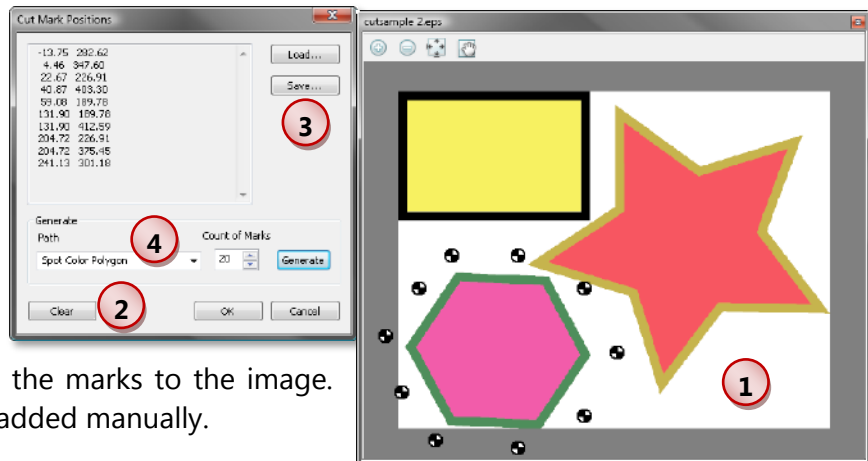 Cut Mark Positions
-13.75 282.62
4.46 347.60
22.67 226.91
40.87 403.30
59.08 189.78
131.90 189.78
131.90 412.59
204.72 226.91
204.72 375.45
241.13 301.18
Load...
Save...
3
Generate
Path
4
Count of Marks
Spot Color Polygon
20
Generate
Clear
2
OK
Cancel
the marks to the image.
added manually.
cutsample 2.eps
1